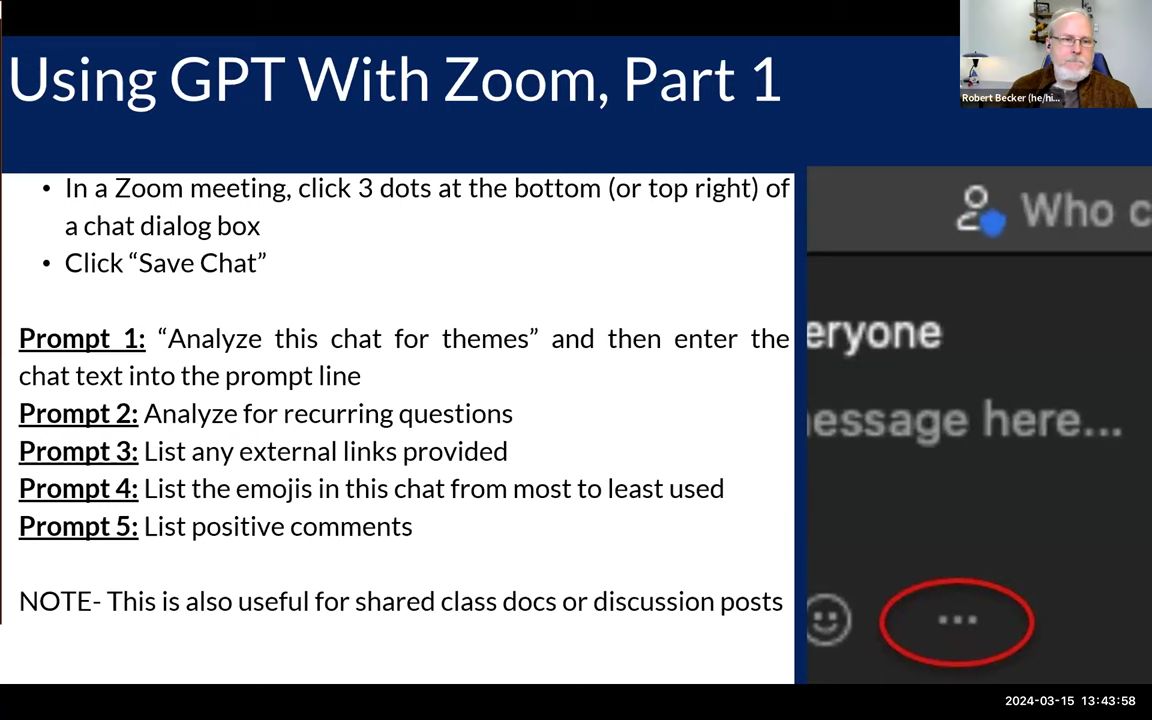 Using GPT With Zoom, Part 1
Robert Becker (he/hi...
• In a Zoom meeting, click 3 dots at the bottom (or top right) of
a chat dialog box
• Click “Save Chat”
Prompt 1: “Analyze this chat for themes” and then enter the
chat text into the prompt line
Prompt 2: Analyze for recurring questions
Prompt 3: List any external links provided
Prompt 4: List the emojis in this chat from most to least used
Prompt 5: List positive comments
NOTE- This is also useful for shared class docs or discussion posts
Who c
eryone
essage here...
...
2024-03-15 13:43:58